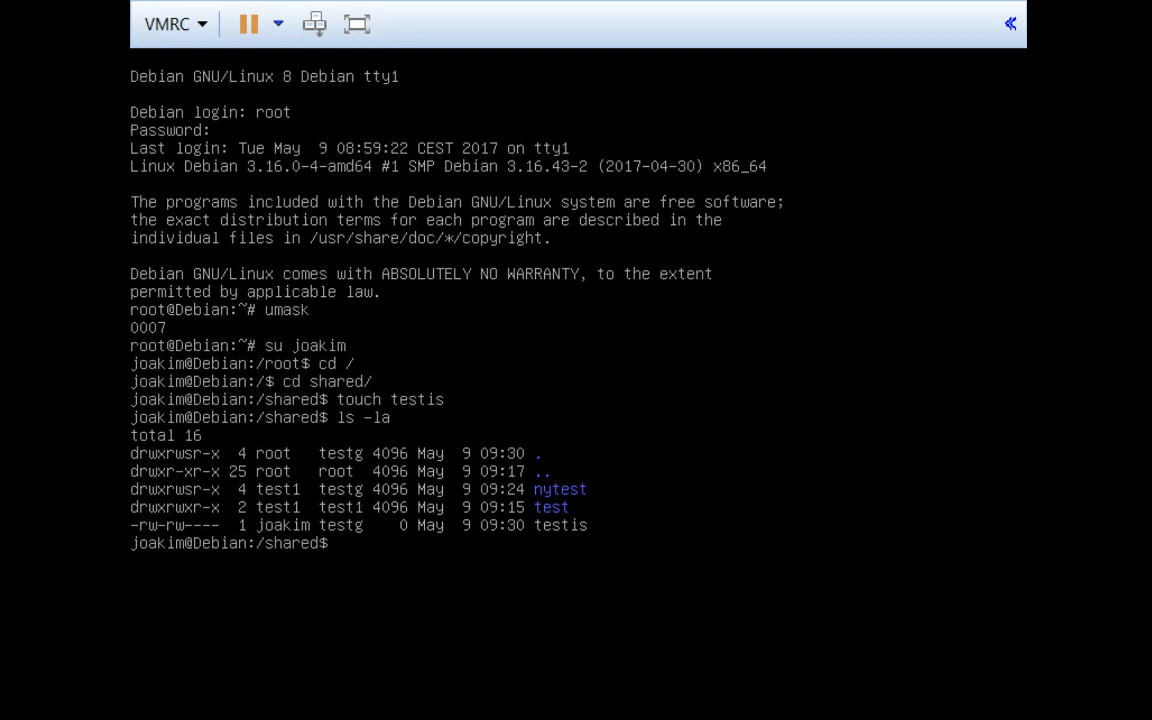 VMRC
Debian GNU/Linux 8 Debian tty1
Debian login: root
Password:
Last login: Tue May  9 08:59:22 CEST 2017 on tty1
Linux Debian 3.16.0-4-amd64 #1 SMP Debian 3.16.43-2 (2017-04-30) x86_64
The programs included with the Debian GNU/Linux system are free software;
the exact distribution terms for each program are described in the
individual files in /usr/share/doc/*/copyright.
Debian GNU/Linux comes with ABSOLUTELY NO WARRANTY, to the extent
permitted by applicable law.
root@Debian:~# umask
0007
root@Debian:~# su joakim
joakim@Debian:/root$ cd /
joakim@Debian:/$ cd shared/
joakim@Debian:/shared$ touch testis
joakim@Debian:/shared$ ls -la
total 16
drwxrwsr-x  4 root   testg 4096 May  9 09:30 .
drwxr-xr-x 25 root   root  4096 May  9 09:17 ..
drwxrwsr-x  4 test1  testg 4096 May  9 09:24 nytest
drwxruxr-x  2 test1  test1 4096 May  9 09:15 test
-rw-rw----  1 joakim testg    0 May  9 09:30 testis
joakim@Debian:/shared$